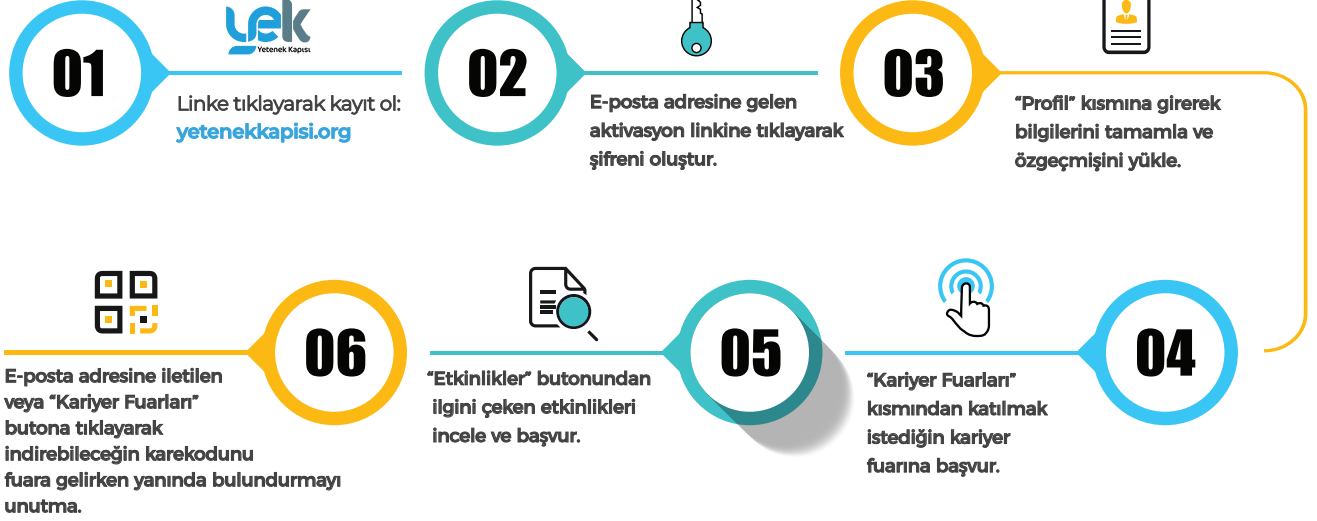 yek
Yetenek Kapısı
01
Linke tıklayarak kayıt ol:
yetenekkapisi.org
02
E-posta adresine gelen
aktivasyon linkine tıklayarak
şifreni oluştur.
03
“Profil” kısmına girerek
bilgilerini tamamla ve
özgeçmişini yükle.
04
“Kariyer Fuarları”
kısmından katılmak
istediğin kariyer
fuarına başvur.
05
“Etkinlikler” butonundan
ilgini çeken etkinlikleri
incele ve başvur.
06
E-posta adresine iletilen
veya “Kariyer Fuarları”
butona tıklayarak
indirebileceğin karekodunu
fuara gelirken yanında bulundurmayı
unutma.